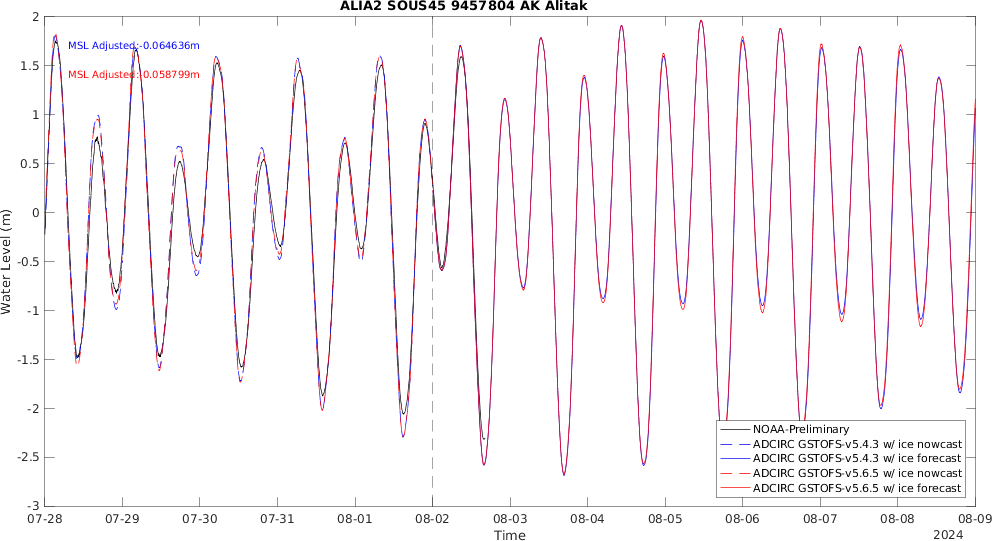 ALIA2 SOUS45 9457804 AK Alitak
MSL Adjusted:-0.064636m
MSL Adjusted:-0.058799m
2
1.5
1
0.5
0
-0.5
-1
-1.5
-2
-2.5
-3
Water Level (m)
NOAA-Preliminary
ADCIRC GSTOFS-v5.4.3 w/ ice nowcast
ADCIRC GSTOFS-v5.4.3 w/ ice forecast
ADCIRC GSTOFS-v5.6.5 w/ ice nowcast
ADCIRC GSTOFS-v5.6.5 w/ ice forecast
07-28 07-29 07-30 07-31 08-01 08-02 08-03 08-04 08-05 08-06 08-07 08-08 08-09
Time
2024